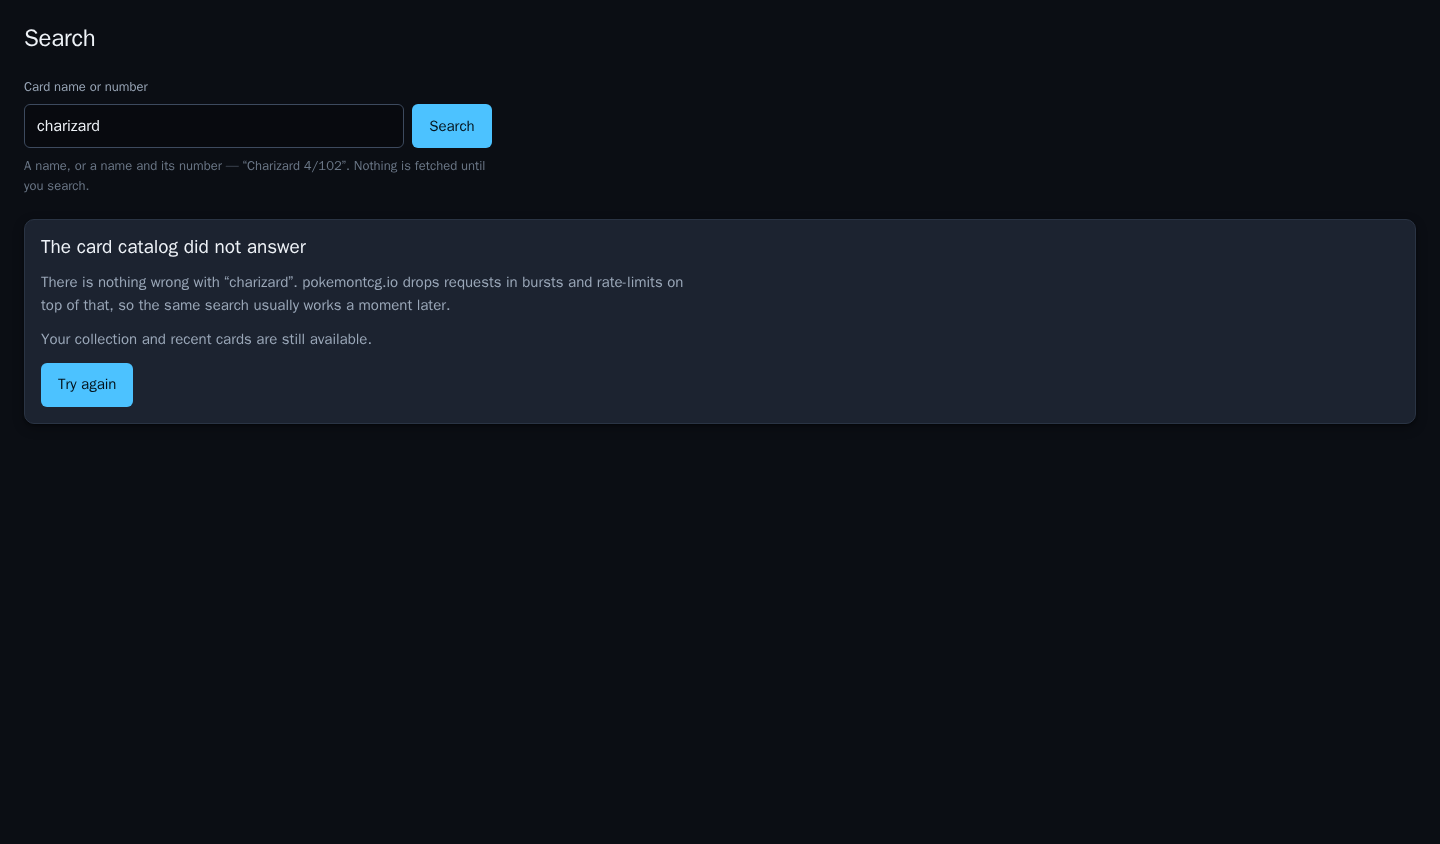 Search
Card name or number
charizard
Search
A name, or a name and its number — “Charizard 4/102”. Nothing is fetched until
you search.
The card catalog did not answer
There is nothing wrong with “charizard”. pokemontcg.io drops requests in bursts and rate-limits on
top of that, so the same search usually works a moment later.
Your collection and recent cards are still available.
Try again